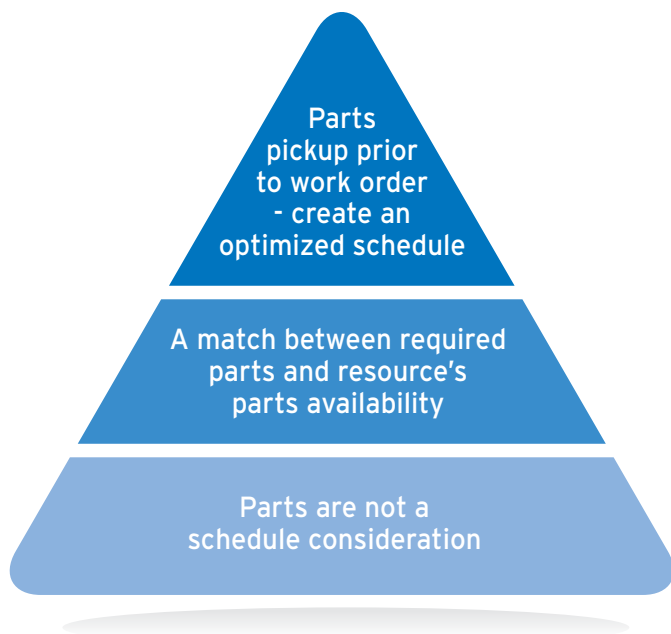 Parts
pickup prior
to work order
- create an
optimized schedule
A match between required
parts and resource's
parts availability
Parts are not a
schedule consideration